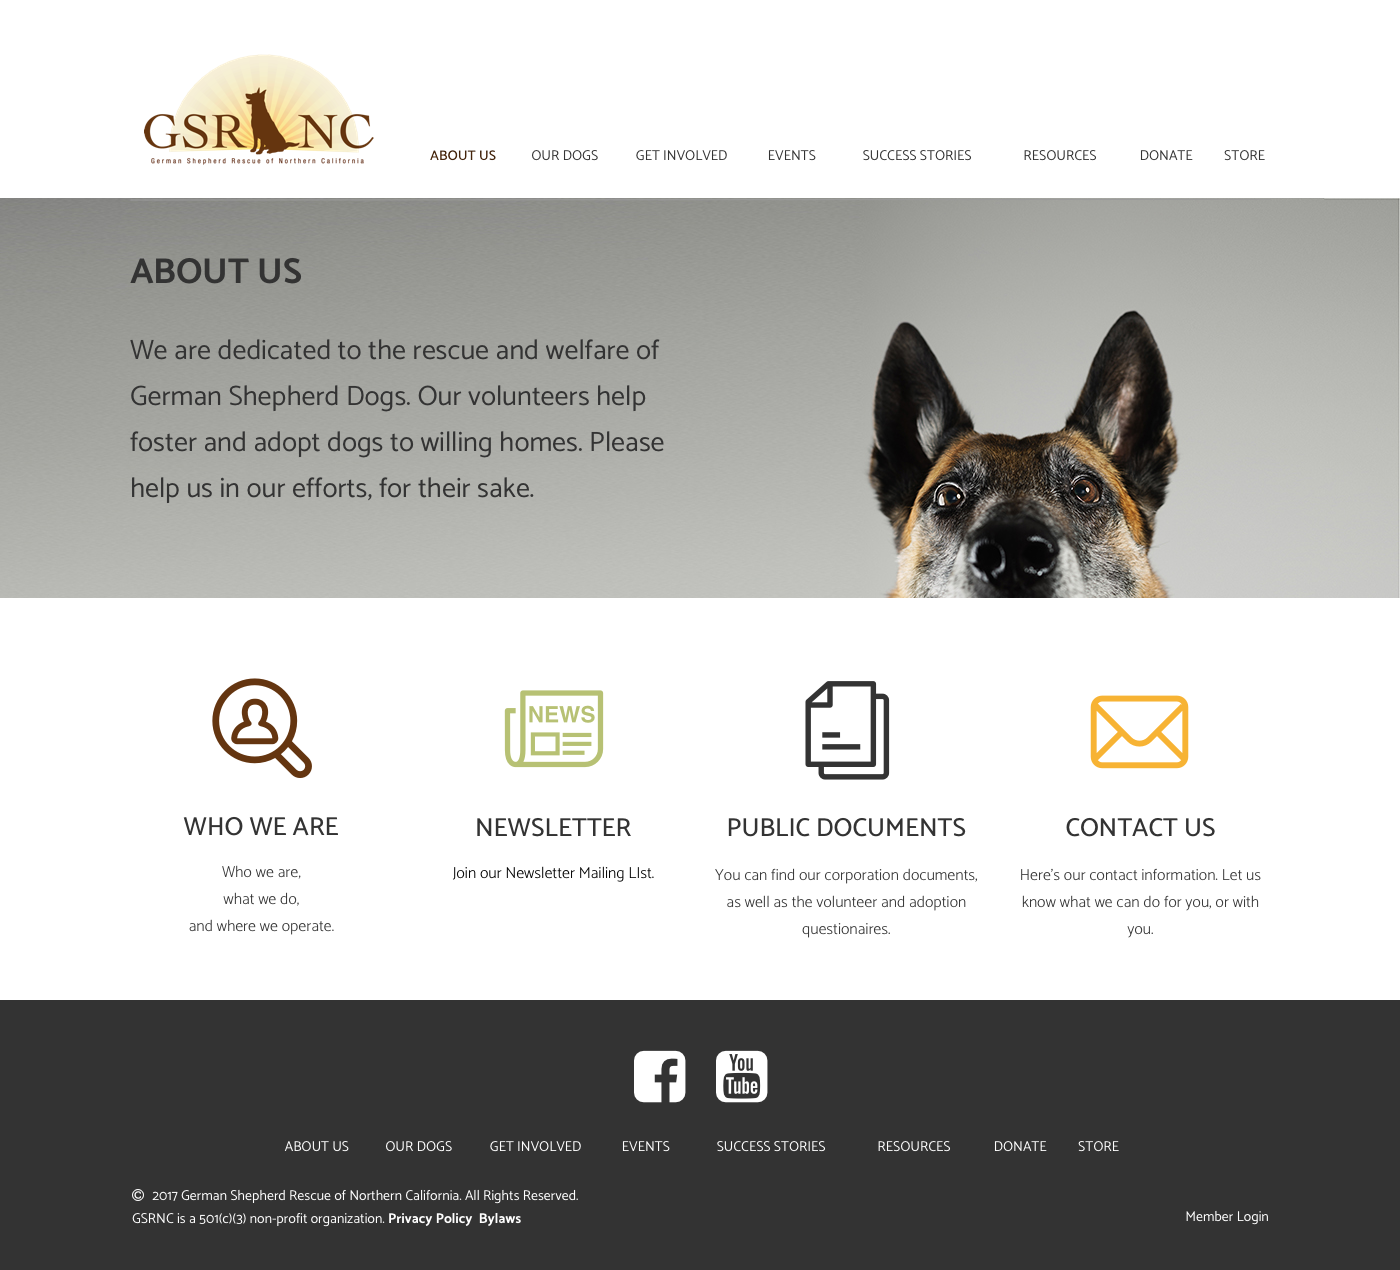 GSR NC
German Shepherd Rescue of Northern California
ABOUT US OUR DOGS GET INVOLVED EVENTS SUCCESS STORIES RESOURCES DONATE STORE
ABOUT US
We are dedicated to the rescue and welfare of
German Shepherd Dogs. Our volunteers help
foster and adopt dogs to willing homes. Please
help us in our efforts, for their sake.
NEWS
WHO WE ARE
Who we are,
what we do,
and where we operate.
NEWSLETTER
Join our Newsletter Mailing LIst.
PUBLIC DOCUMENTS
You can find our corporation documents,
as well as the volunteer and adoption
questionaires.
CONTACT US
Here's our contact information. Let us
know what we can do for you, or with
you.
You
Tube
ABOUT US OUR DOGS GET INVOLVED EVENTS SUCCESS STORIES RESOURCES DONATE STORE
© 2017 German Shepherd Rescue of Northern California. All Rights Reserved.
GSRNC is a 501(c)(3) non-profit organization. Privacy Policy Bylaws
Member Login